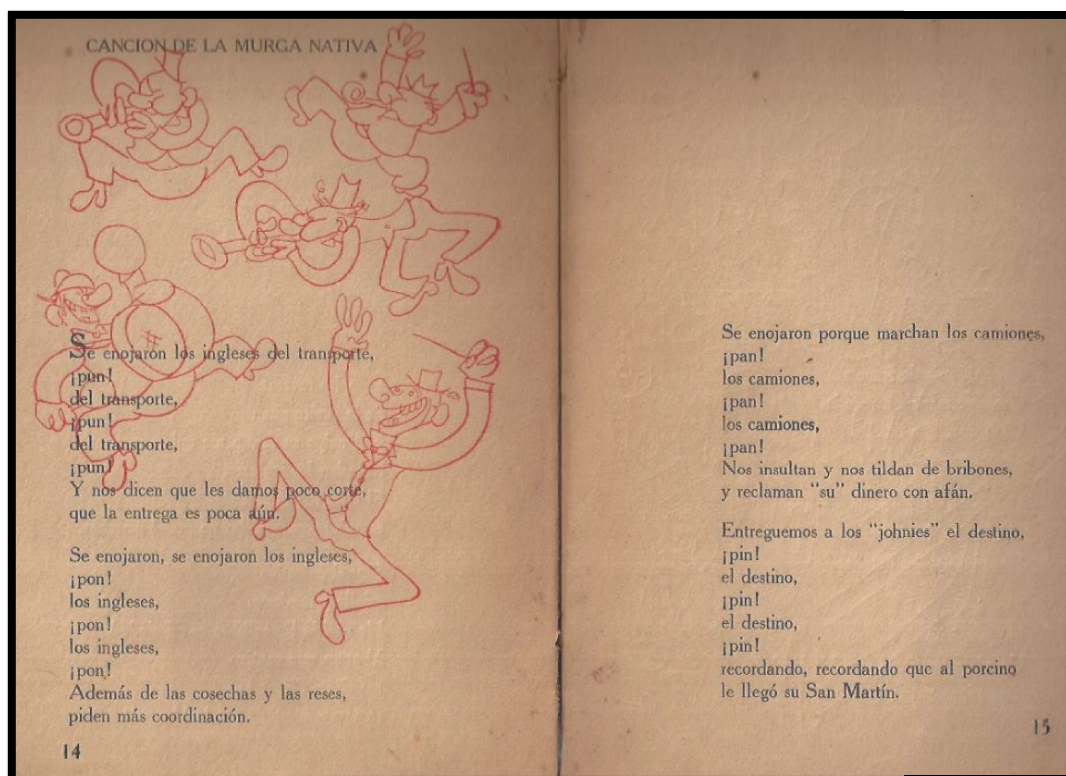 CANCION DE LA MURGA NATIVA
Se enojaron los ingleses del transporte,
¡pun!
del transporte,
¡pun!
del transporte,
¡pun!
Y nos dicen que les damos poco corte,
que la entrega es poca aún.
Se enojaron, se enojaron los ingleses,
¡pon!
los ingleses,
¡pon!
los ingleses,
¡pon!
Además de las cosechas y las reses,
piden más coordinación.
14
Se enojaron porque marchan los camiones,
¡pan!
los camiones,
¡pan!
los camiones,
¡pan!
Nos insultan y nos tildan de bribones,
y reclaman "su" dinero con afán.
Entreguemos a los "johnies" el destino,
¡pin!
el destino,
¡pin!
el destino,
¡pin!
recordando, recordando que al porcino
le llegó su San Martín.
15